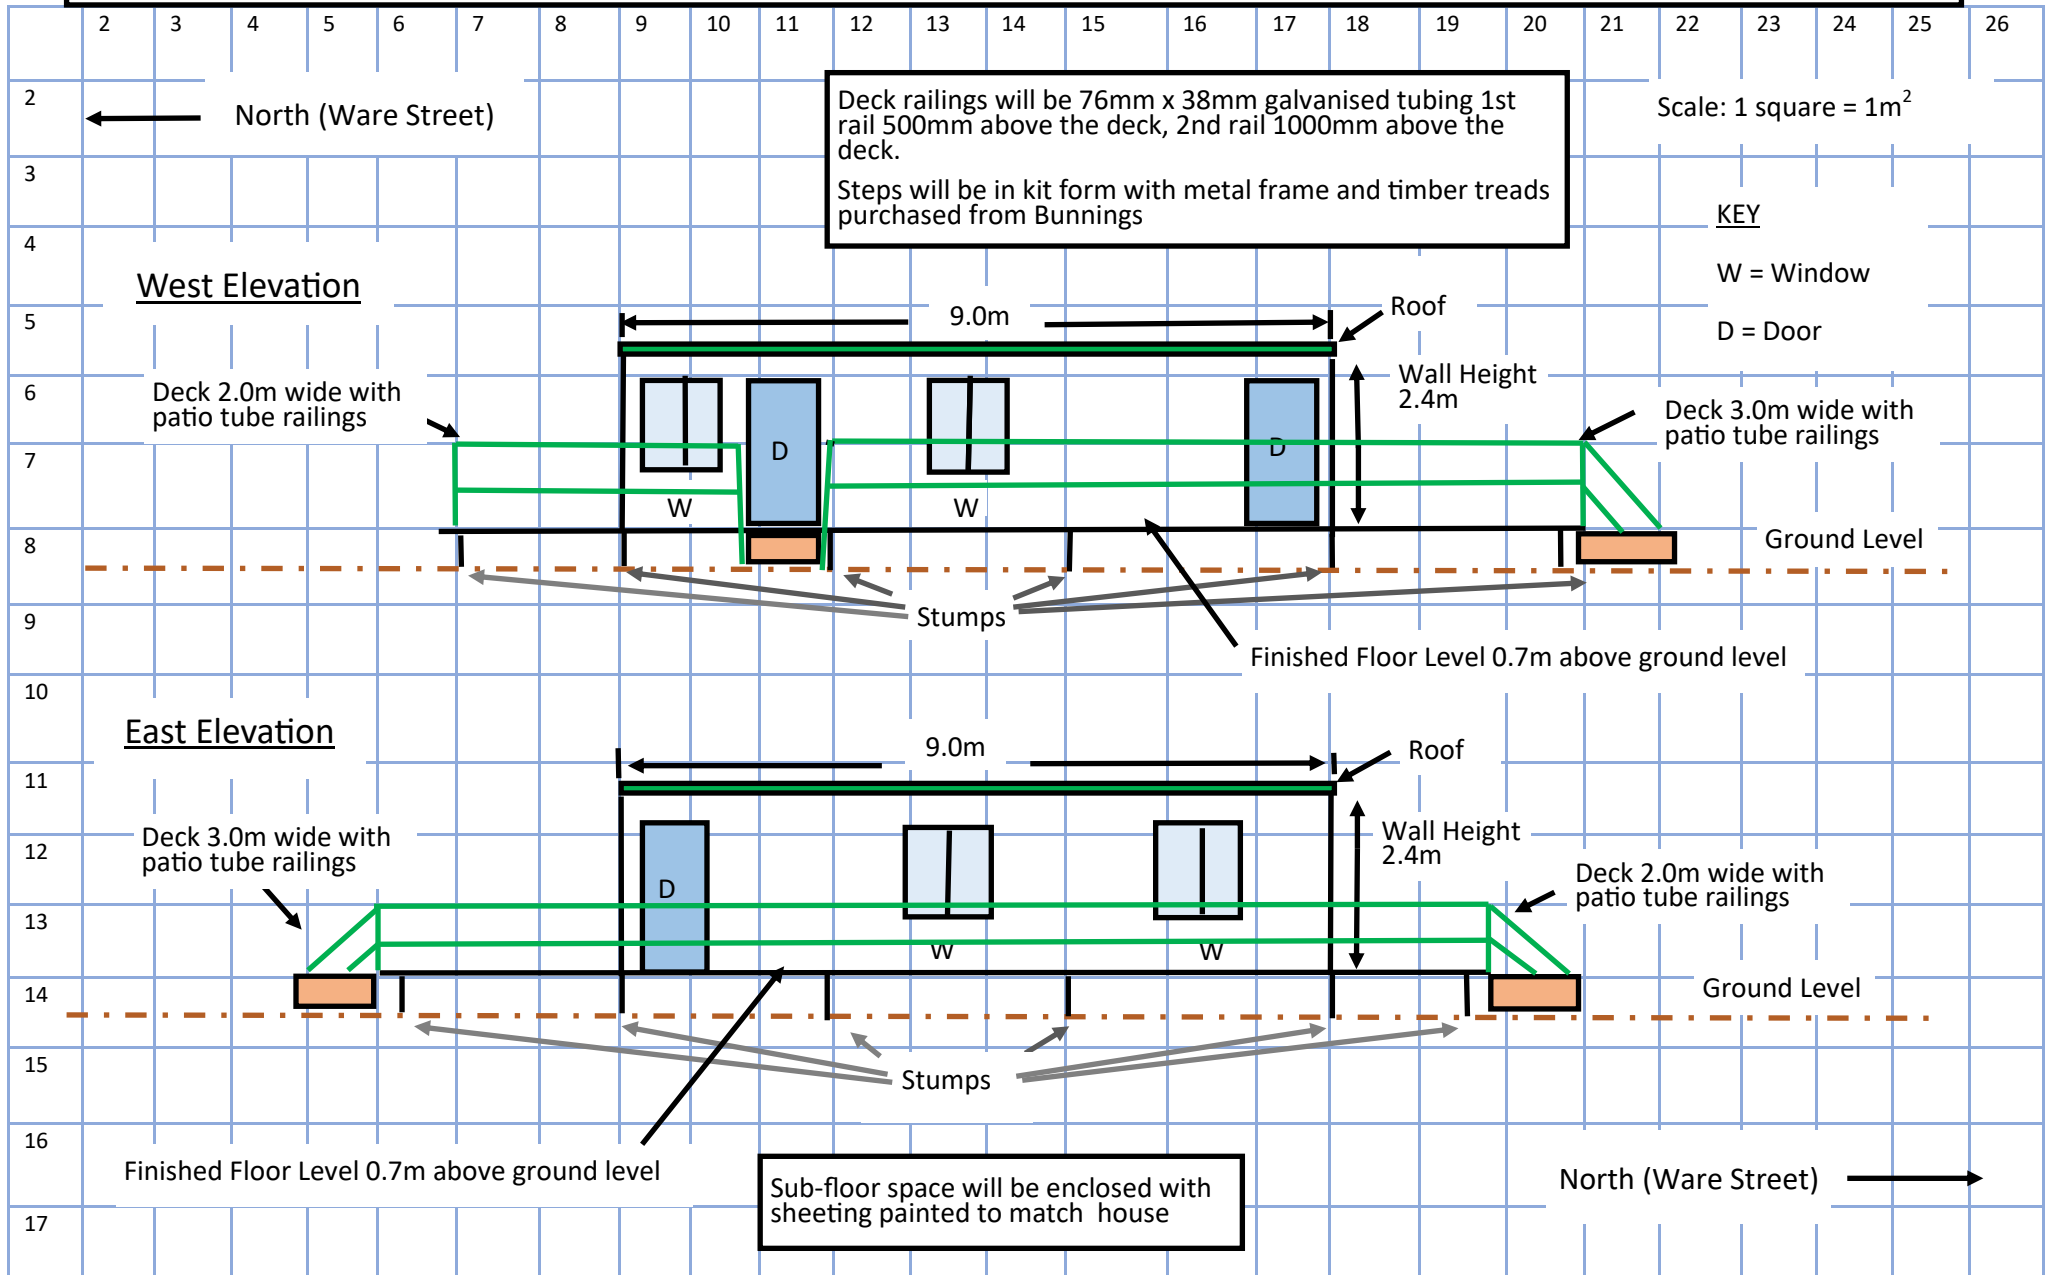 2 3 4 5 6 7 8 9 10 11 12 13 14 15 16 17 18 19 20 21 22 23 24 25 26
2
North (Ware Street)
Deck railings will be 76mm x 38mm galvanised tubing 1st
rail 500mm above the deck, 2nd rail 1000mm above the
deck.
Steps will be in kit form with metal frame and timber treads
purchased from Bunnings
Scale: 1 square = 1m²
3
KEY
4
W = Window
West Elevation
5
9.0m
Roof
D = Door
6
Deck 2.0m wide with
patio tube railings
Wall Height
2.4m
Deck 3.0m wide with
patio tube railings
7
D
D
W
W
8
Ground Level
9
Stumps
Finished Floor Level 0.7m above ground level
10
East Elevation
9.0m
Roof
11
Deck 3.0m wide with
patio tube railings
Wall Height
2.4m
12
D
Deck 2.0m wide with
patio tube railings
13
W
W
14
Ground Level
15
Stumps
16
Finished Floor Level 0.7m above ground level
Sub-floor space will be enclosed with
sheeting painted to match house
North (Ware Street)
17